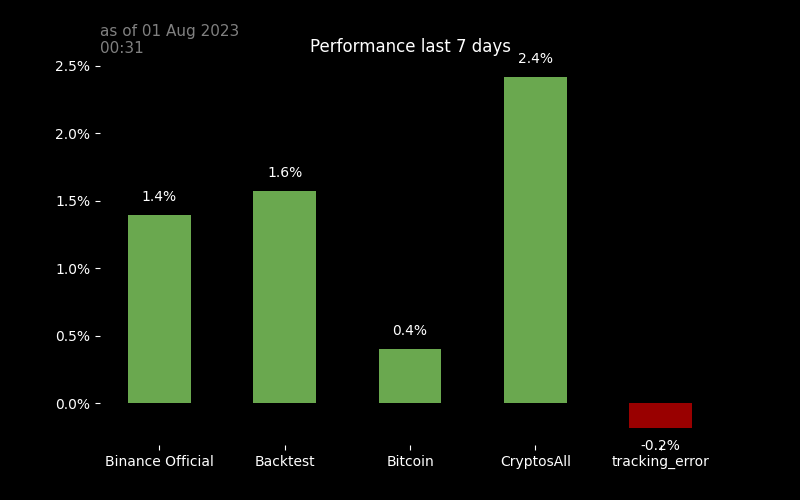 as of 01 Aug 2023
00:31
Performance last 7 days
2.5%
2.0%
1.5%
1.0%
0.5%
0.0%
1.4%
1.6%
0.4%
2.4%
-0.2%
Binance Official
Backtest
Bitcoin
CryptosAll
tracking_error